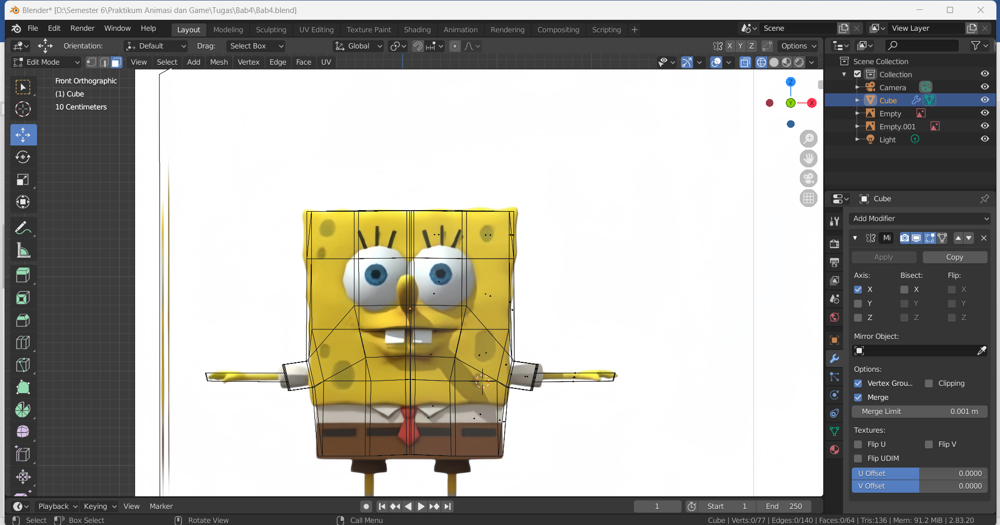 Blender* [D:\Semester 6\Praktikum Animasi dan Game\Tugas\Bab4\Bab4.blend]
File Edit Render Window Help Layout Modeling Sculpting UV Editing Texture Paint Shading Animation Rendering Compositing Scripting + Scene View Layer
Orientation: Default Drag: Select Box Global X Y Z Options
Edit Mode View Select Add Mesh Vertex Edge Face UV
Front Orthographic
(1) Cube
10 Centimeters
Z
Y
X
Scene Collection
Collection
Camera
Cube
Empty
Empty.001
Light
Cube
Add Modifier
Mi
Apply Copy
Axis: Bisect: Flip:
X X X
Y Y Y
Z Z Z
Mirror Object:
Options:
Vertex Grou... Clipping
Merge
Merge Limit 0.001 m
Textures:
Flip U Flip V
Flip UDIM
U Offset 0.0000
V Offset 0.0000
Playback Keying View Marker 1 Start 1 End 250
Select Box Select Rotate View Call Menu Cube | Verts:0/77 | Edges:0/140 | Faces:0/64 | Tris:136 | Mem: 91.2 MiB | 2.83.20